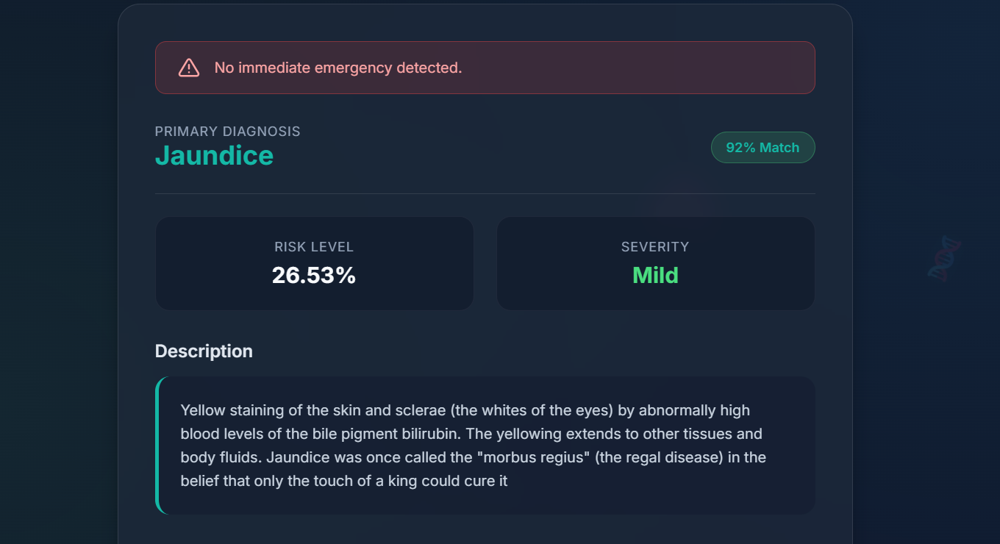 No immediate emergency detected.
PRIMARY DIAGNOSIS
Jaundice
92% Match
RISK LEVEL
26.53%
SEVERITY
Mild
Description
Yellow staining of the skin and sclerae (the whites of the eyes) by abnormally high
blood levels of the bile pigment bilirubin. The yellowing extends to other tissues and
body fluids. Jaundice was once called the "morbus regius" (the regal disease) in the
belief that only the touch of a king could cure it